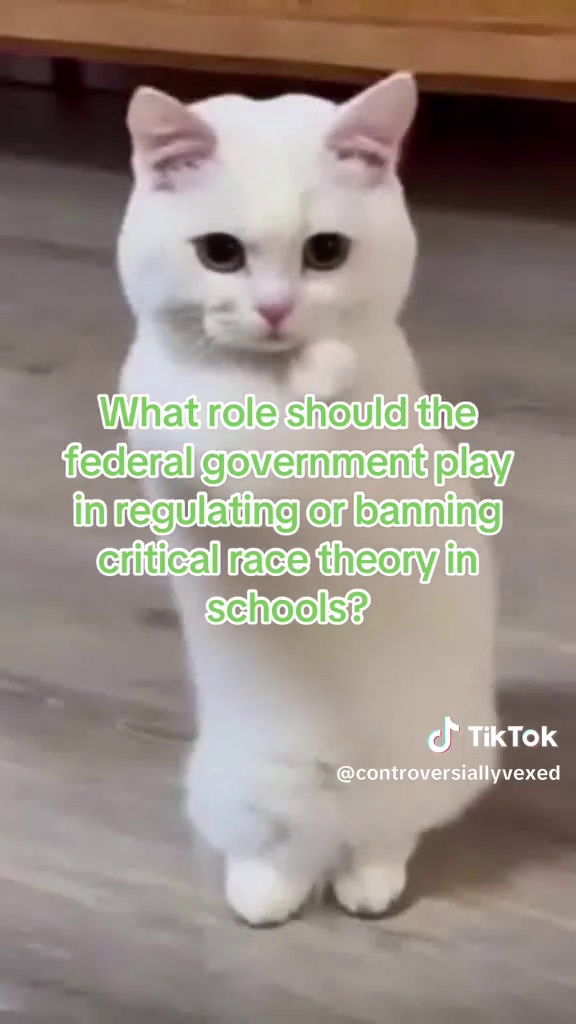 What role should the
federal government play
in regulating or banning
critical race theory in
schools?
TikTok
@controversiallyvexed